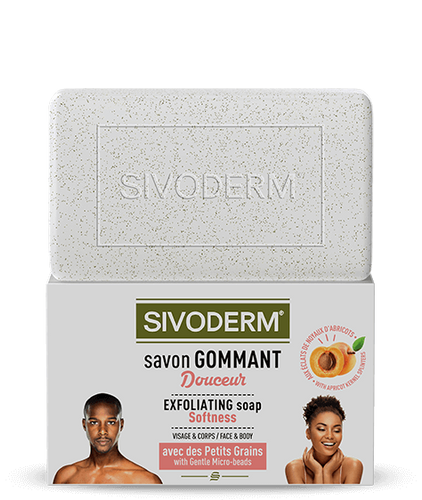 SIVODERM
SIVODERM®
savon GOMMANT
Douceur
• AUX ÉCLATS DE NOYAUX D'ABRICOTS •
WITH APRICOT KERNEL SPLINTERS
EXFOLIATING soap
Softness
VISAGE & CORPS / FACE & BODY
avec des Petits Grains
with Gentle Micro-beads